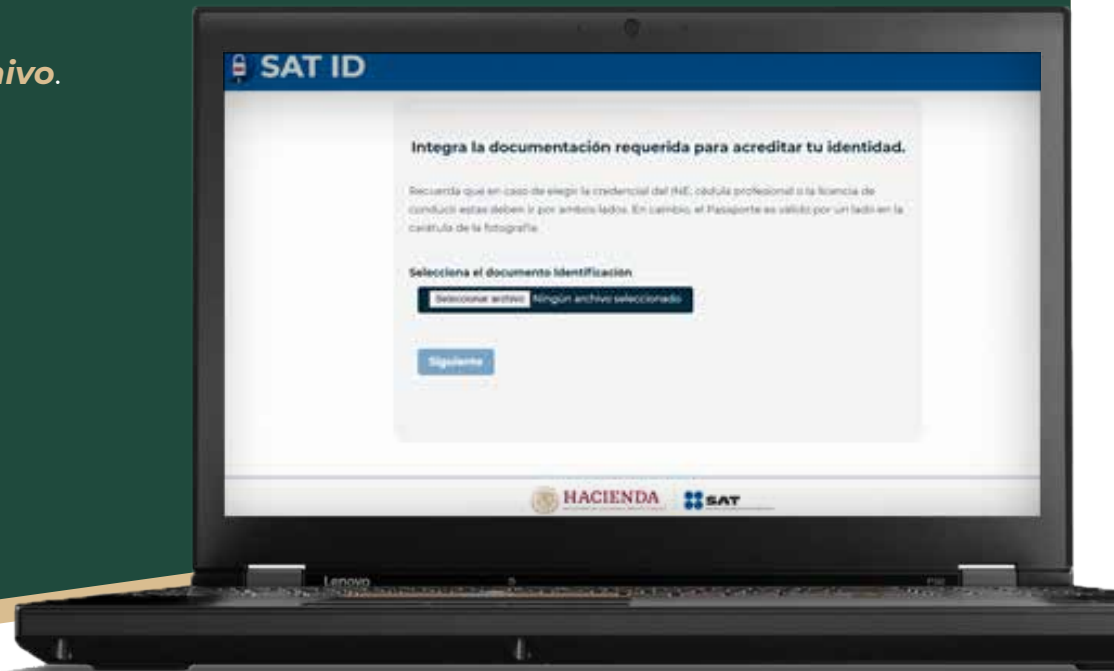 ivo.
SAT ID
Integra la documentación requerida para acreditar tu identidad.
Recuerda que en caso de elegir la credencial del INE, cédula profesional o la licencia de
conducir estas deben ir por ambos lados. En cambio, el Pasaporte es válido por un lado en la
carátula de la fotografía.
Selecciona el documento Identificación
Seleccionar archivo Ningún archivo seleccionado
Siguiente
HACIENDA SAT
Lenovo